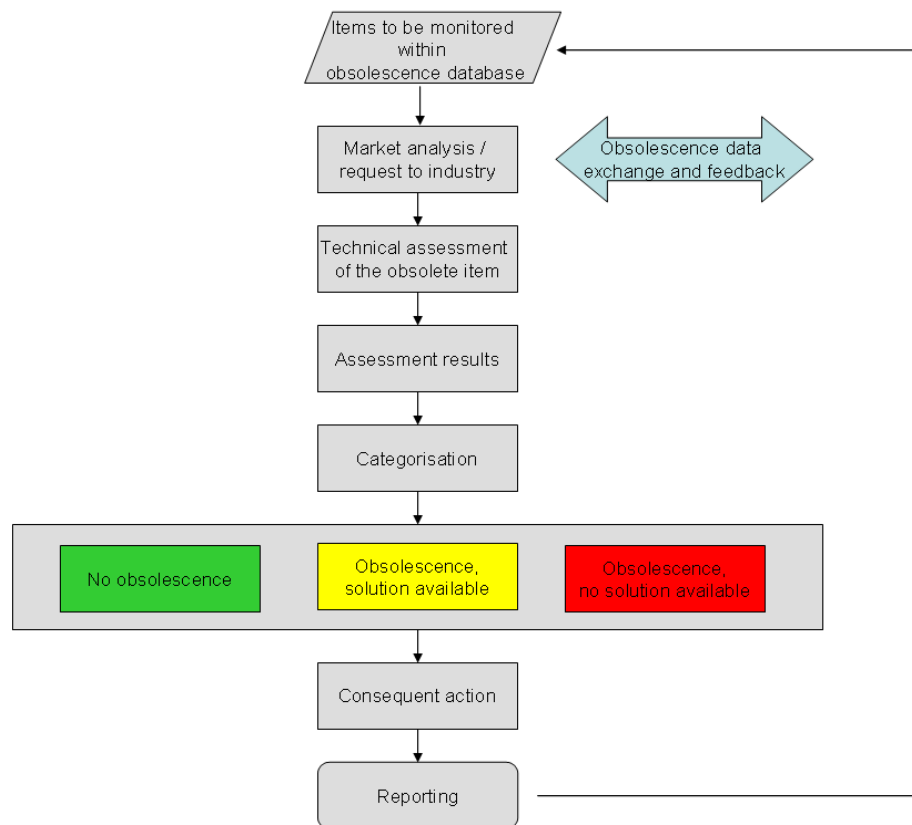 Items to be monitored
within
obsolescence database
Market analysis /
request to industry
Obsolescence data
exchange and feedback
Technical assessment
of the obsolete item
Assessment results
Categorisation
No obsolescence
Obsolescence,
solution available
Obsolescence,
no solution available
Consequent action
Reporting